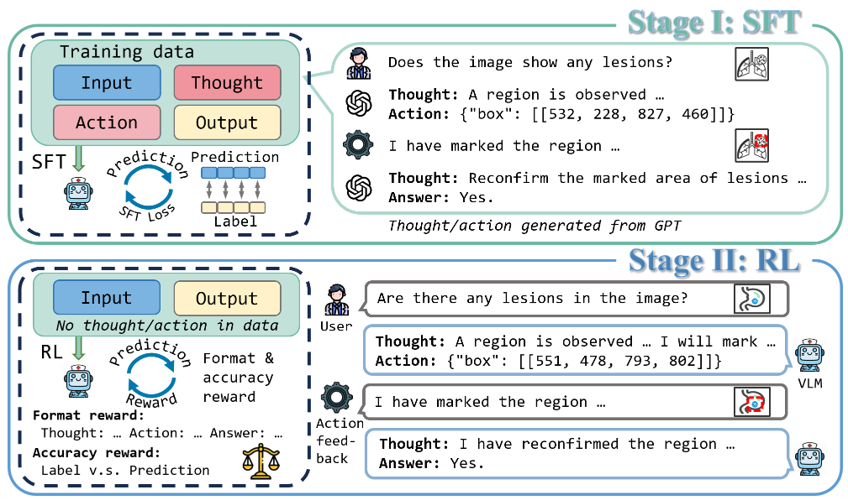 Stage I: SFT
Training data
Input
Thought
Action
Output
SFT
Prediction
SFT Loss
Prediction
Label
Does the image show any lesions?
Thought: A region is observed …
Action: {"box": [[532, 228, 827, 460]]}
I have marked the region …
Thought: Reconfirm the marked area of lesions …
Answer: Yes.
Thought/action generated from GPT
Stage II: RL
Input
Output
No thought/action in data
RL
Prediction
Reward
Format &
accuracy
reward
Format reward:
Thought: … Action: … Answer: …
Accuracy reward:
Label v.s. Prediction
User
Are there any lesions in the image?
Thought: A region is observed … I will mark …
Action: {"box": [[551, 478, 793, 802]]}
VLM
Action
feed-
back
I have marked the region …
Thought: I have reconfirmed the region …
Answer: Yes.